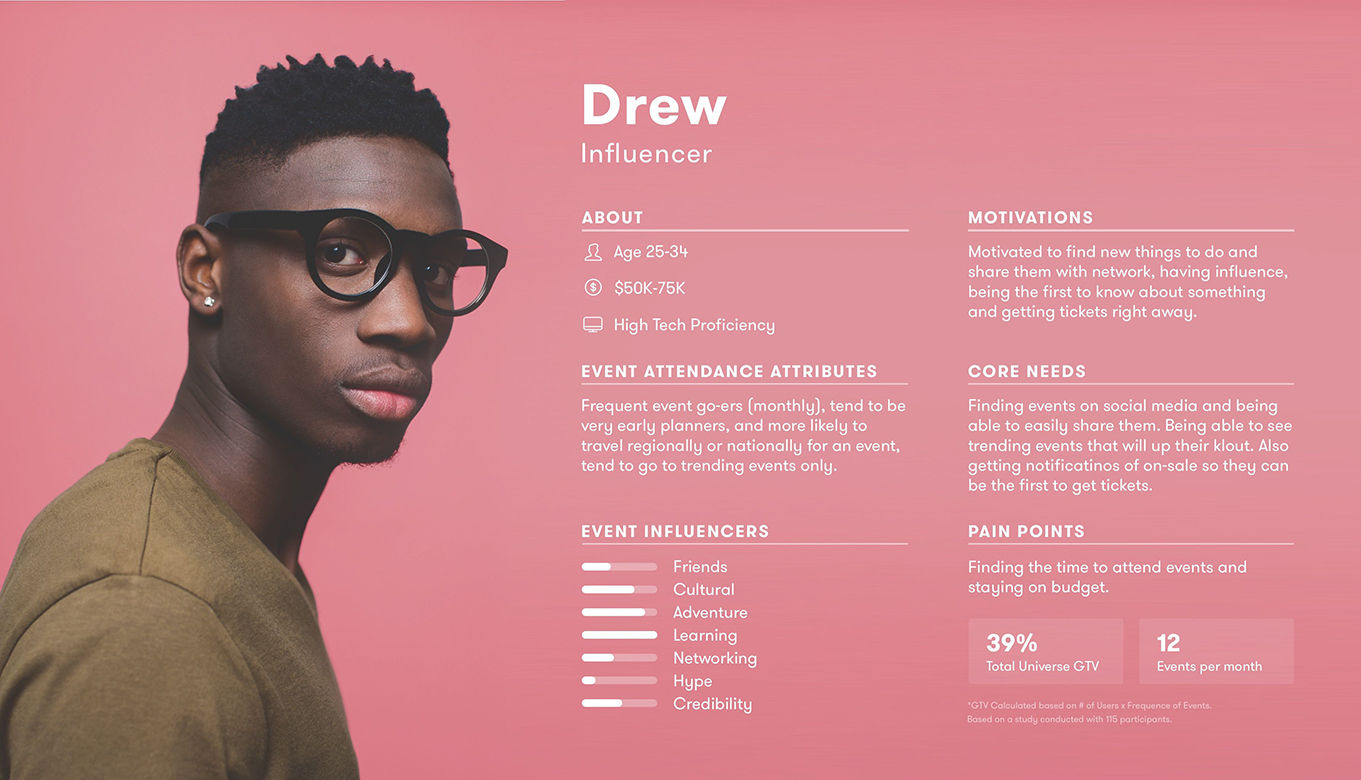 Drew
Influencer
ABOUT
Age 25-34
$50K-75K
High Tech Proficiency
EVENT ATTENDANCE ATTRIBUTES
Frequent event go-ers (monthly), tend to be
very early planners, and more likely to
travel regionally or nationally for an event,
tend to go to trending events only.
EVENT INFLUENCERS
Friends
Cultural
Adventure
Learning
Networking
Hype
Credibility
MOTIVATIONS
Motivated to find new things to do and
share them with network, having influence,
being the first to know about something
and getting tickets right away.
CORE NEEDS
Finding events on social media and being
able to easily share them. Being able to see
trending events that will up their klout. Also
getting notificatinos of on-sale so they can
be the first to get tickets.
PAIN POINTS
Finding the time to attend events and
staying on budget.
39%
Total Universe GTV
12
Events per month
*GTV Calculated based on # of Users x Frequence of Events.
Based on a study conducted with 115 participants.